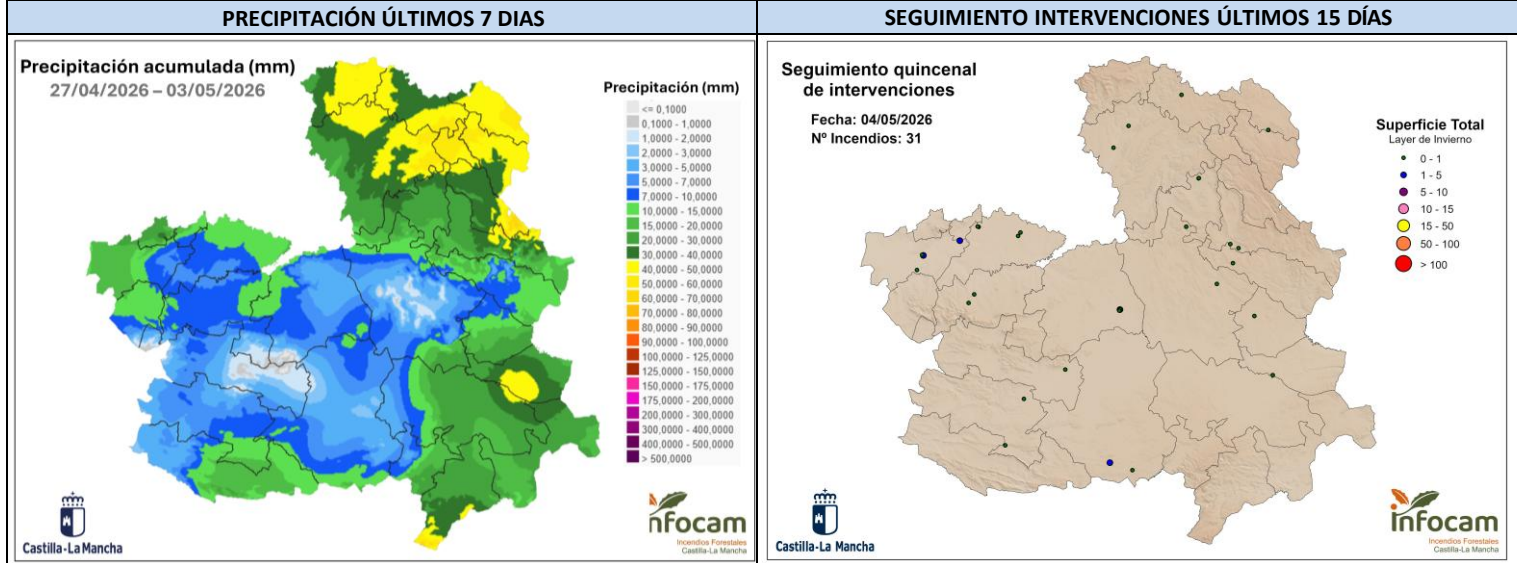 PRECIPITACIÓN ÚLTIMOS 7 DIAS
Precipitación acumulada (mm)
27/04/2026 – 03/05/2026
Precipitación (mm)
<= 0,1000
0,1000 - 1,0000
1,0000 - 2,0000
2,0000 - 3,0000
3,0000 - 5,0000
5,0000 - 7,0000
7,0000 - 10,0000
10,0000 - 15,0000
15,0000 - 20,0000
20,0000 - 30,0000
30,0000 - 40,0000
40,0000 - 50,0000
50,0000 - 60,0000
60,0000 - 70,0000
70,0000 - 80,0000
80,0000 - 90,0000
90,0000 - 100,0000
100,0000 - 125,0000
125,0000 - 150,0000
150,0000 - 175,0000
175,0000 - 200,0000
200,0000 - 300,0000
300,0000 - 400,0000
400,0000 - 500,0000
> 500,0000
Castilla-La Mancha
nfocam
Incendios Forestales
Castilla-La Mancha
SEGUIMIENTO INTERVENCIONES ÚLTIMOS 15 DÍAS
Seguimiento quincenal
de intervenciones
Fecha: 04/05/2026
Nº Incendios: 31
Superficie Total
Layer de Invierno
0 - 1
1 - 5
5 - 10
10 - 15
15 - 50
50 - 100
> 100
Castilla-La Mancha
infocam
Incendios Forestales
Castilla-La Mancha